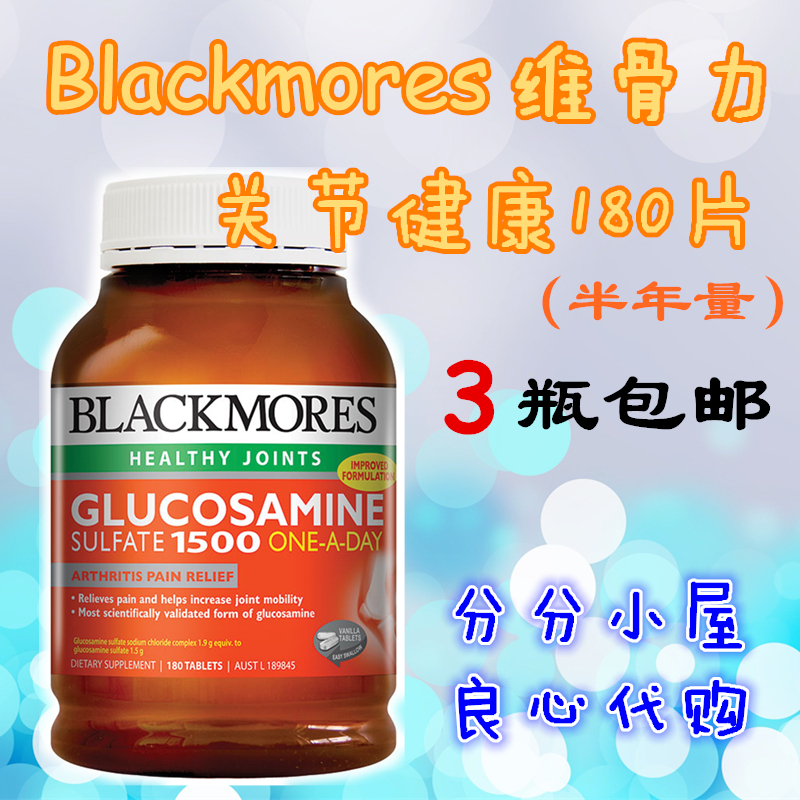 Blackmores 维骨力
关节健康180片
(半年量)
3瓶包邮
BLACKMORES
HEALTHY JOINTS
IMPROVED
FORMULATION
GLUCOSAMINE
SULFATE 1500 ONE-A-DAY
ARTHRITIS PAIN RELIEF
• Relieves pain and helps increase joint mobility
• Most scientifically validated form of glucosamine
Glucosamine sulfate sodium chloride complex 1.9 g equiv. to
glucosamine sulfate 1.5 g
VANILLA
TABLETS
EASY SWALLOW
DIETARY SUPPLEMENT | 180 TABLETS | AUST L 189845
分分小屋
良心代购